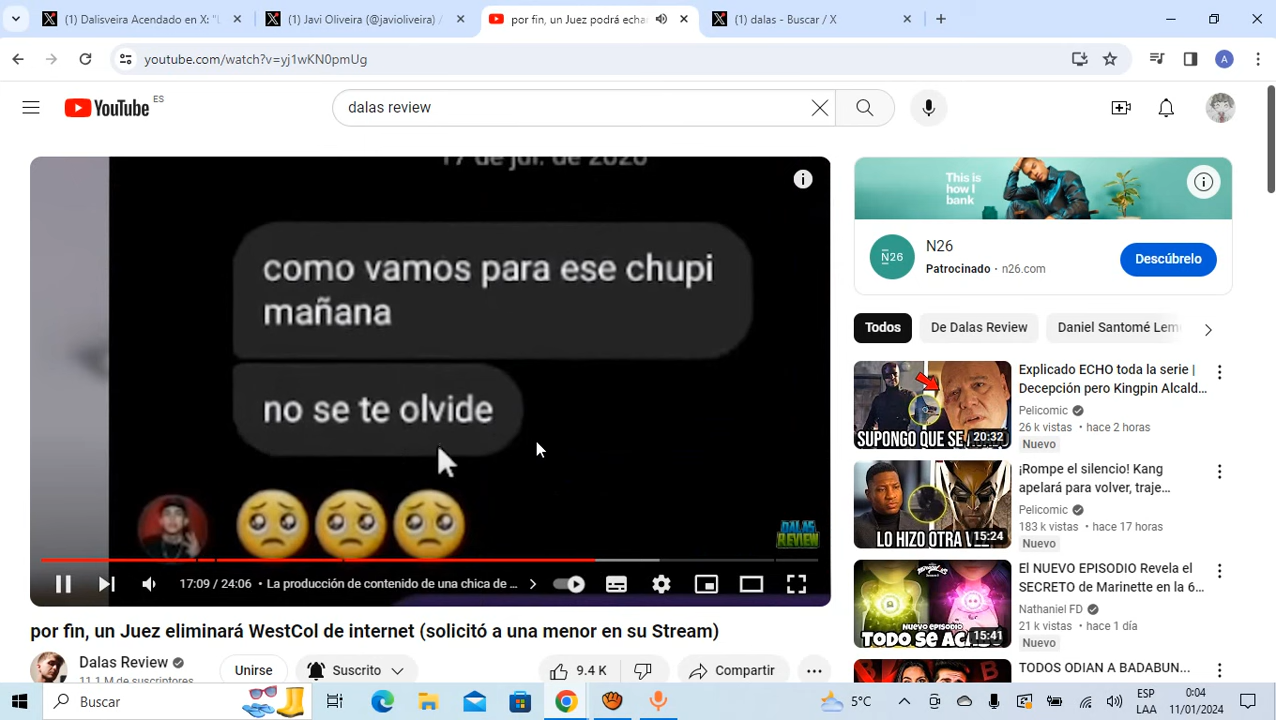 (1) Dalisveira Acendado en X: "L
(1) Javi Oliveira (@javioliveira) /
por fin, un Juez podrá echa
(1) dalas - Buscar / X
youtube.com/watch?v=yj1wKN0pmUg
A
YouTube ES
dalas review
17 de jul. de 2020
como vamos para ese chupi
mañana
no se te olvide
DALAS
REVIEW
17:09 / 24:06 • La producción de contenido de una chica de ...
This is
how I
bank
N26
N26
Patrocinado • n26.com
Descúbrelo
Todos
De Dalas Review
Daniel Santomé Lem
Explicado ECHO toda la serie |
Decepción pero Kingpin Alcald...
Pelicomic
26 k vistas • hace 2 horas
Nuevo
SUPONGO QUE SE
20:32
¡Rompe el silencio! Kang
apelará para volver, traje...
Pelicomic
183 k vistas • hace 17 horas
Nuevo
LO HIZO OTRA VEZ
15:24
El NUEVO EPISODIO Revela el
SECRETO de Marinette en la 6...
Nathaniel FD
21 k vistas • hace 1 día
Nuevo
NUEVO EPISODIO
TODO SE ACABÓ
15:41
TODOS ODIAN A BADABUN...
por fin, un Juez eliminará WestCol de internet (solicitó a una menor en su Stream)
Dalas Review
11.1 M de suscriptores
Unirse
Suscrito
9.4 K
Compartir
Buscar
5°C
ESP
LAA
0:04
11/01/2024